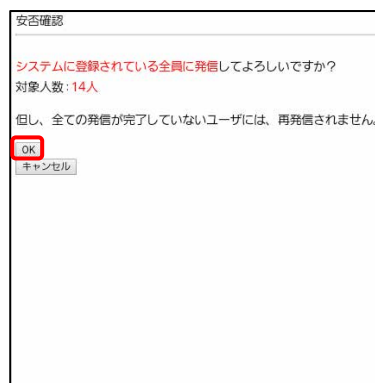 安否確認
システムに登録されている全員に発信してよろしいですか？
対象人数:14人
但し、全ての発信が完了していないユーザには、再発信されません。
OK
キャンセル